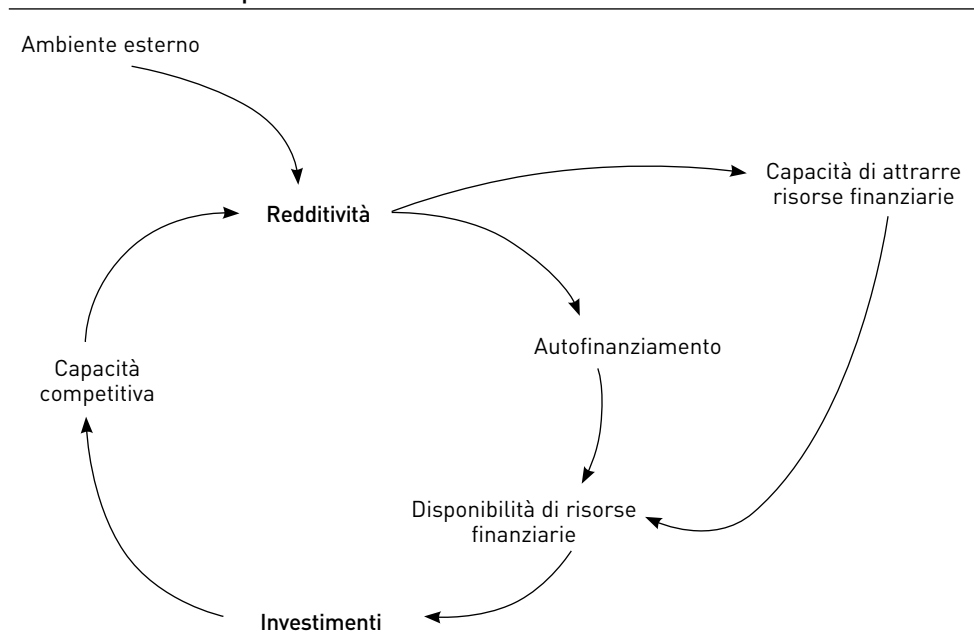 Ambiente esterno
Capacità di attrarre
risorse finanziarie
Redditività
Autofinanziamento
Capacità
competitiva
Disponibilità di risorse
finanziarie
Investimenti